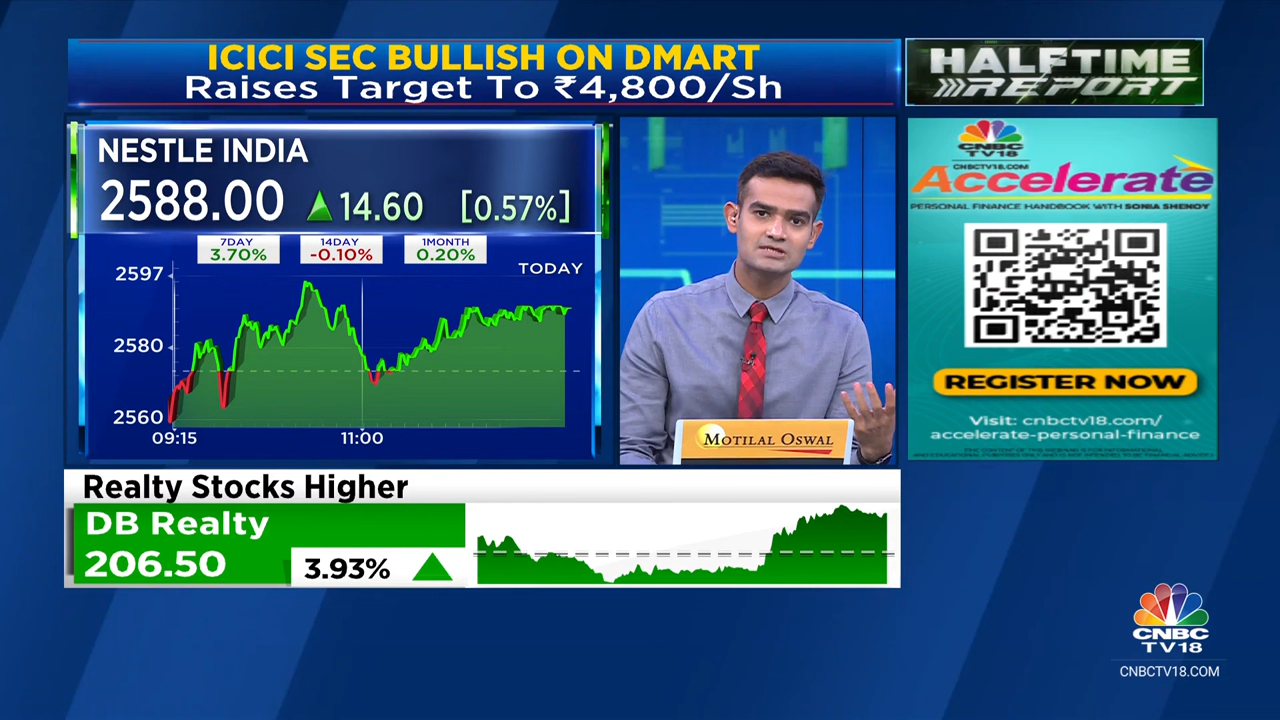 ICICI SEC BULLISH ON DMART
Raises Target To ₹4,800/Sh
HALFTIME
REPORT
NESTLE INDIA
2588.00 14.60 [0.57%]
7DAY
3.70%
14DAY
-0.10%
1MONTH
0.20%
TODAY
2597
2580
2560
09:15 11:00
MOTILAL OSWAL
CNBC
TV18
CNBCTV18.COM
Accelerate
PERSONAL FINANCE HANDBOOK WITH SONIA SHENOY
REGISTER NOW
Visit: cnbctv18.com/
accelerate-personal-finance
Realty Stocks Higher
DB Realty
206.50 3.93%
CNBC
TV18
CNBCTV18.COM